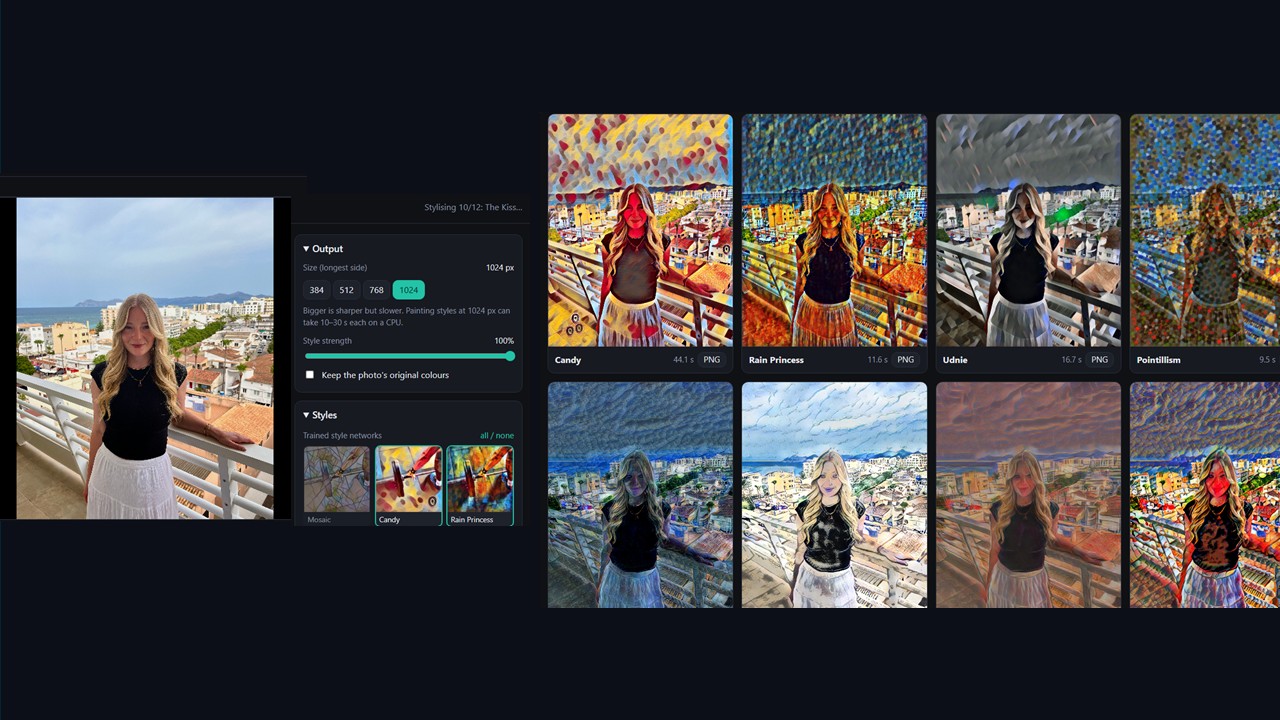 Stylising 10/12: The Kiss...
▼ Output
Size (longest side) 1024 px
384 512 768 1024
Bigger is sharper but slower. Painting styles at 1024 px can
take 10–30 s each on a CPU.
Style strength 100%
Keep the photo's original colours
▼ Styles
Trained style networks all / none
Mosaic Candy Rain Princess
Candy 44.1 s PNG
Rain Princess 11.6 s PNG
Udnie 16.7 s PNG
Pointillism 9.5 s